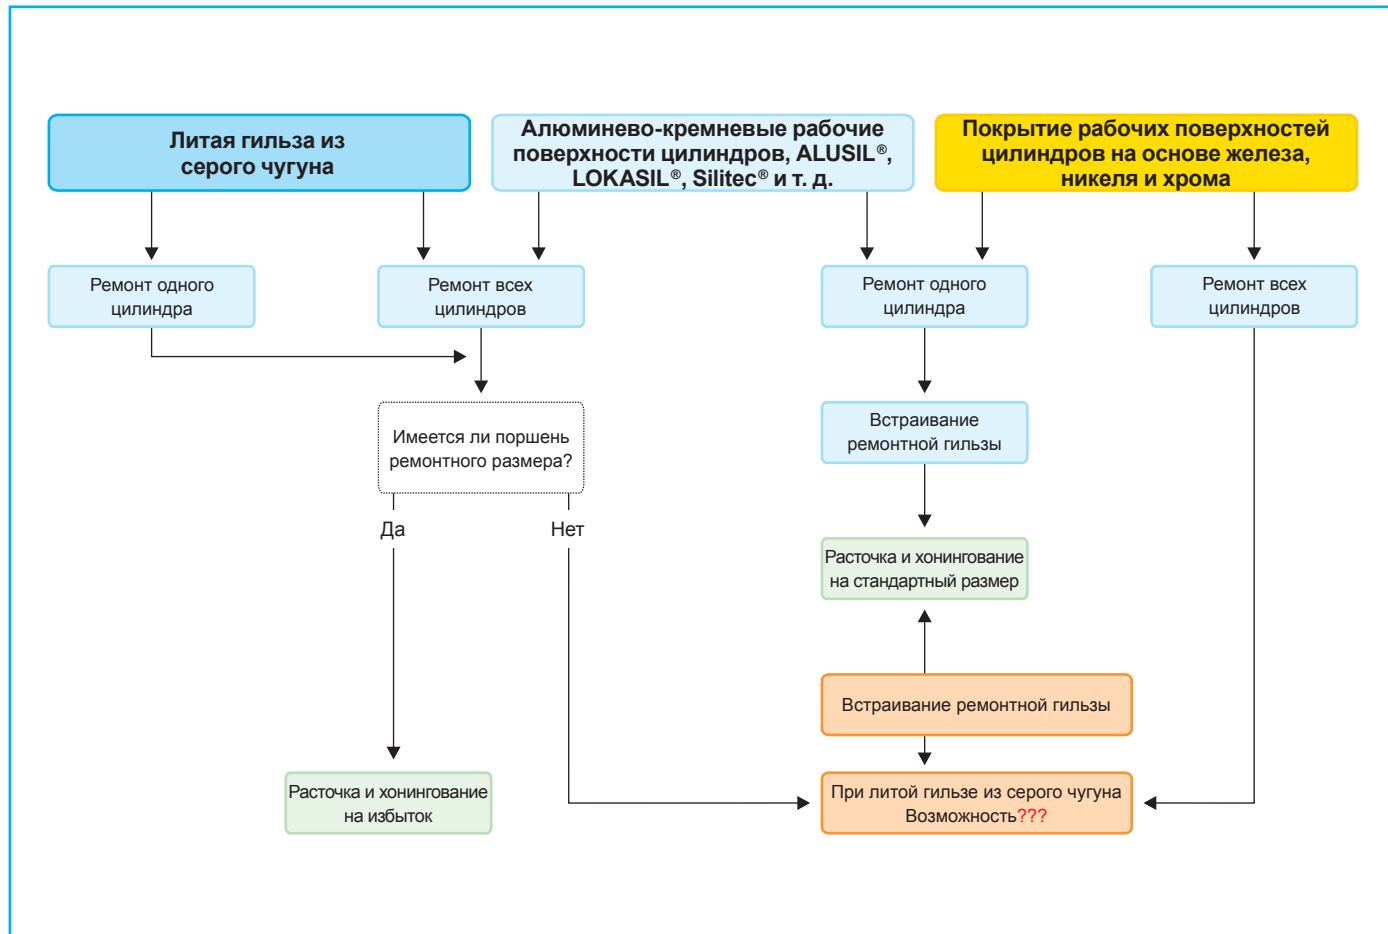 Литая гильза из
серого чугуна
Алюминево-кремневые рабочие
поверхности цилиндров, ALUSIL®,
LOKASIL®, Silitec® и т. д.
Покрытие рабочих поверхностей
цилиндров на основе железа,
никеля и хрома
Ремонт одного
цилиндра
Ремонт всех
цилиндров
Ремонт одного
цилиндра
Ремонт всех
цилиндров
Имеется ли поршень
ремонтного размера?
Встраивание
ремонтной гильзы
Да
Нет
Расточка и хонингование
на стандартный размер
Встраивание ремонтной гильзы
Расточка и хонингование
на избыток
При литой гильзе из серого чугуна
Возможность???